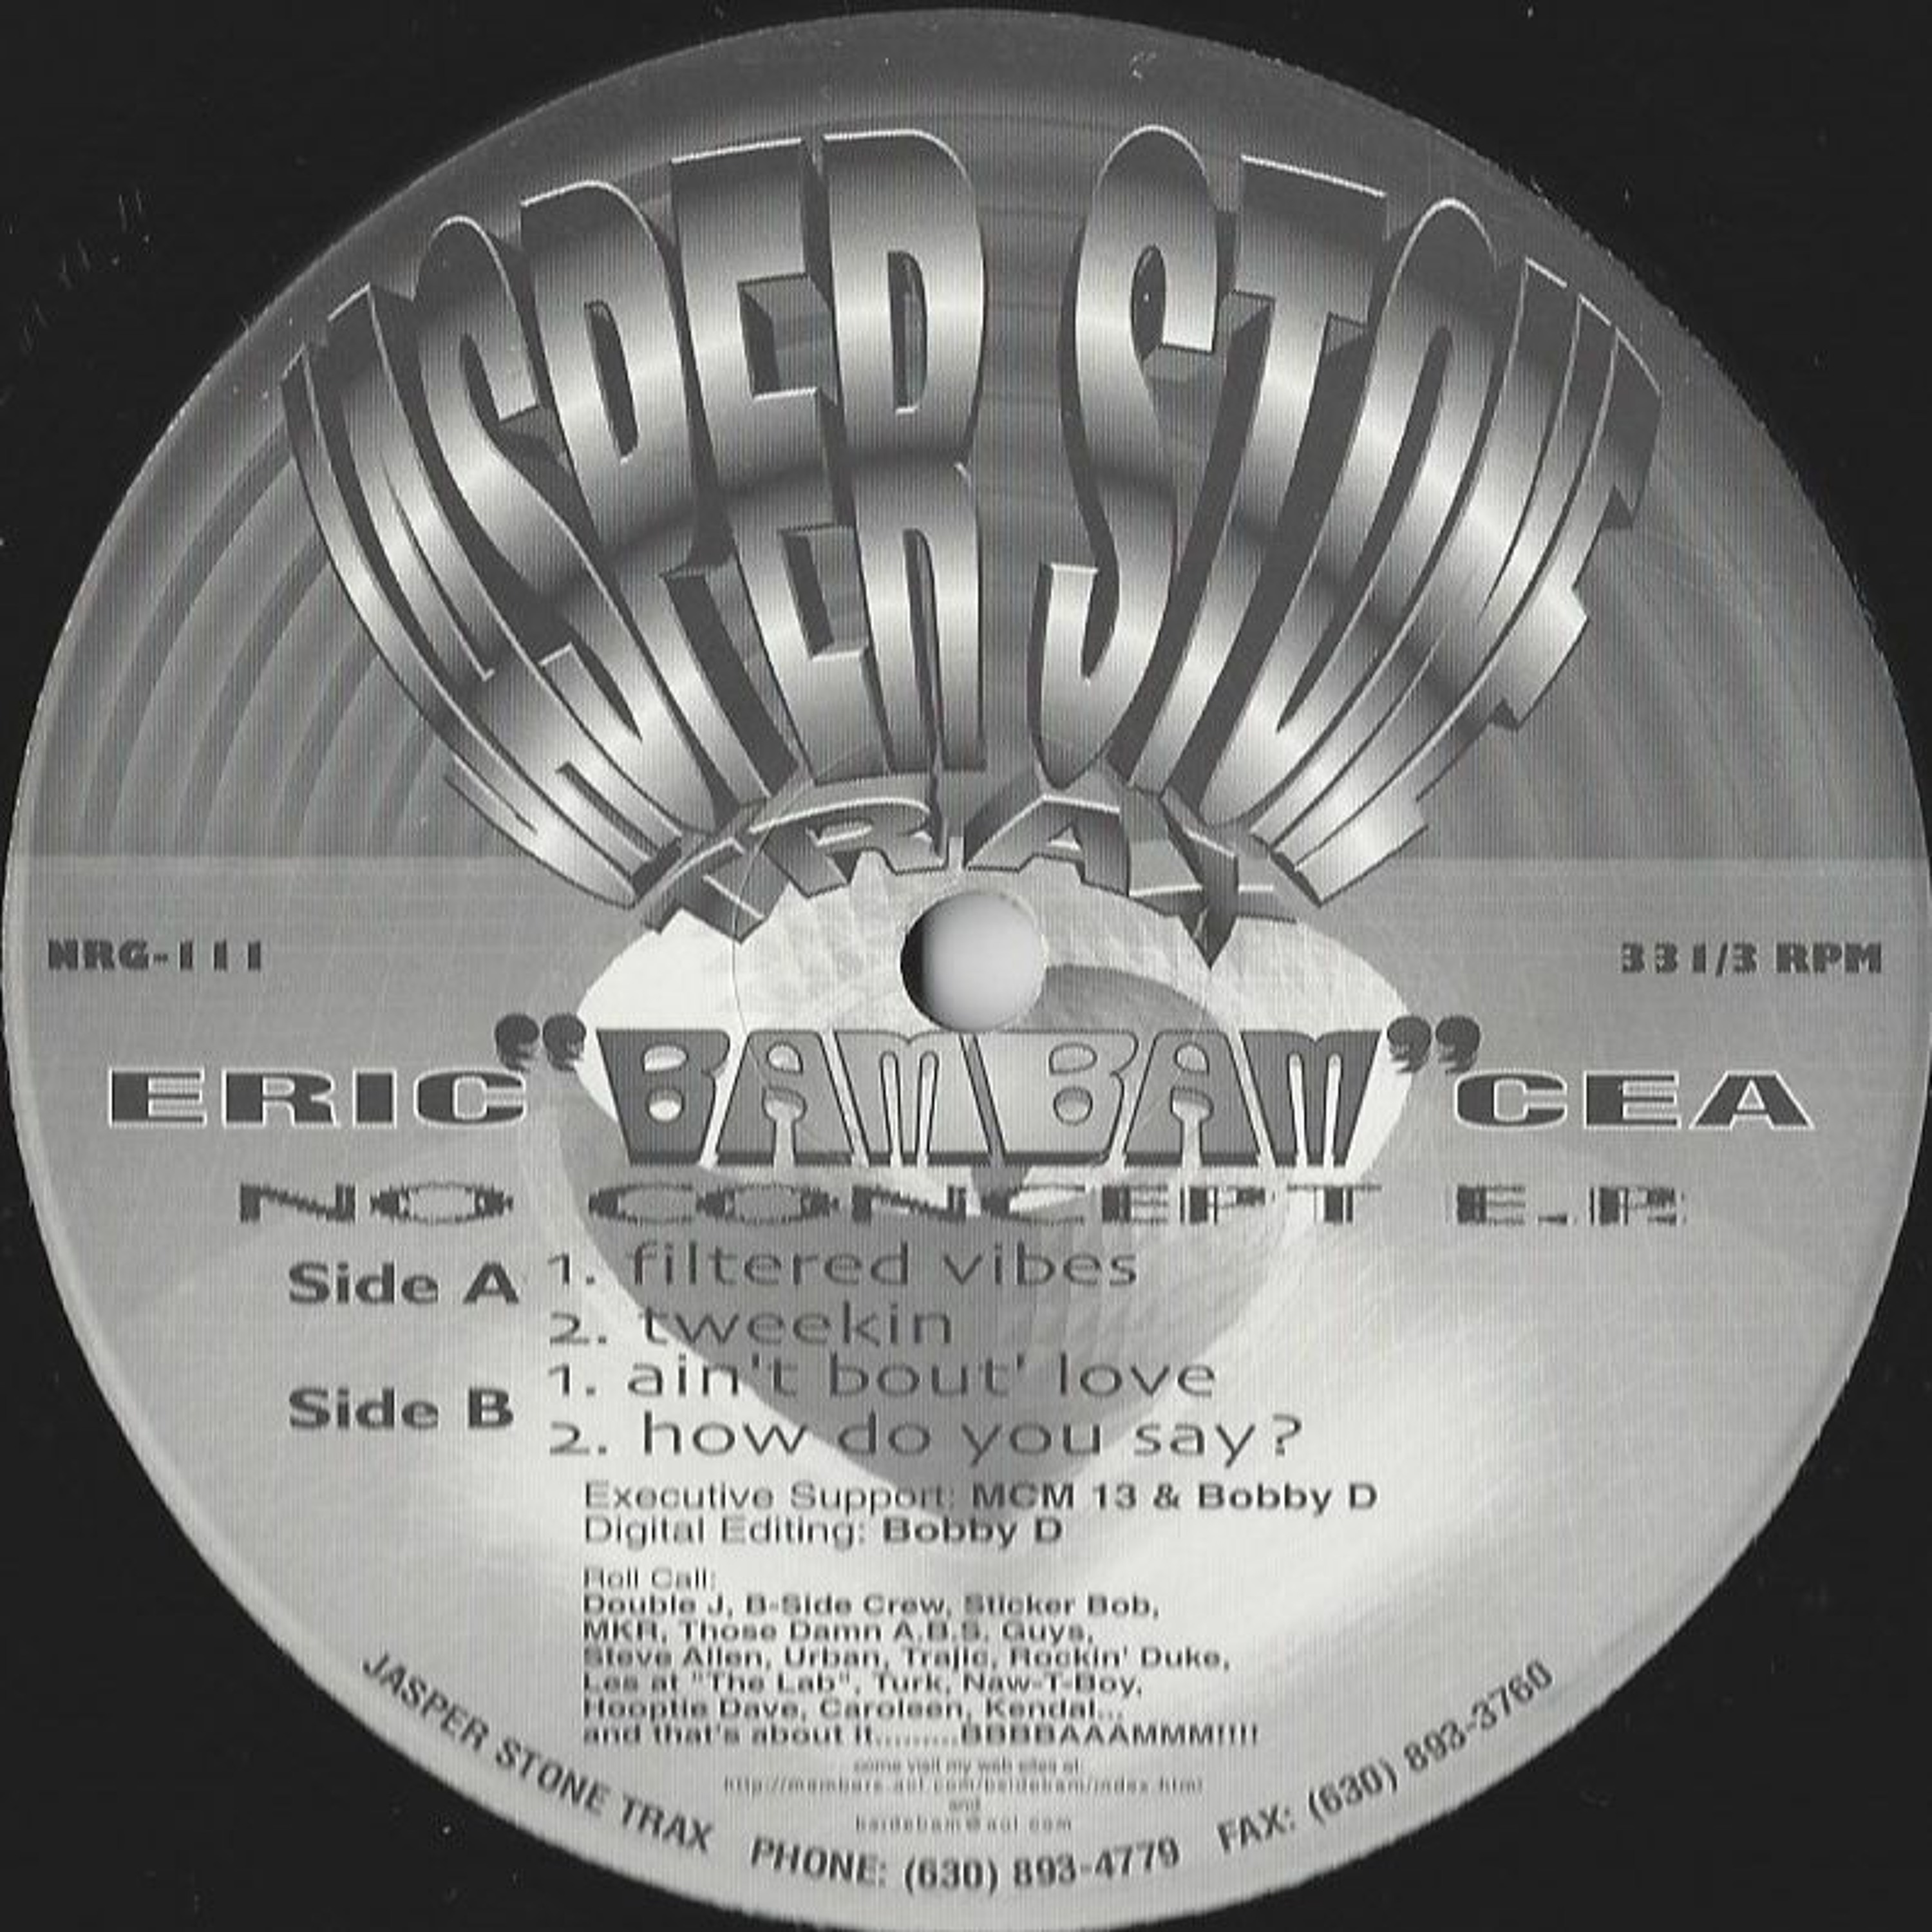 JASPER STONE
TRAX
NRG-111
33 1/3 RPM
ERIC "BAM BAM" CEA
NO CONCEPT E.P.
Side A
1. filtered vibes
2. tweekin
Side B
1. ain't bout' love
2. how do you say?
Executive Support: MCM 13 & Bobby D
Digital Editing: Bobby D
Roll Call:
Double J, B-Side Crew, Sticker Bob,
MKR, Those Damn A.B.S. Guys,
Steve Allen, Urban, Trajic, Rockin' Duke,
Les at "The Lab", Turk, Naw-T-Boy,
Hooptie Dave, Caroleen, Kendal...
and that's about it.........BBBBAAAMMM!!!!
come visit my web sites at:
and
JASPER STONE TRAX PHONE: (630) 893-4779 FAX: (630) 893-3760